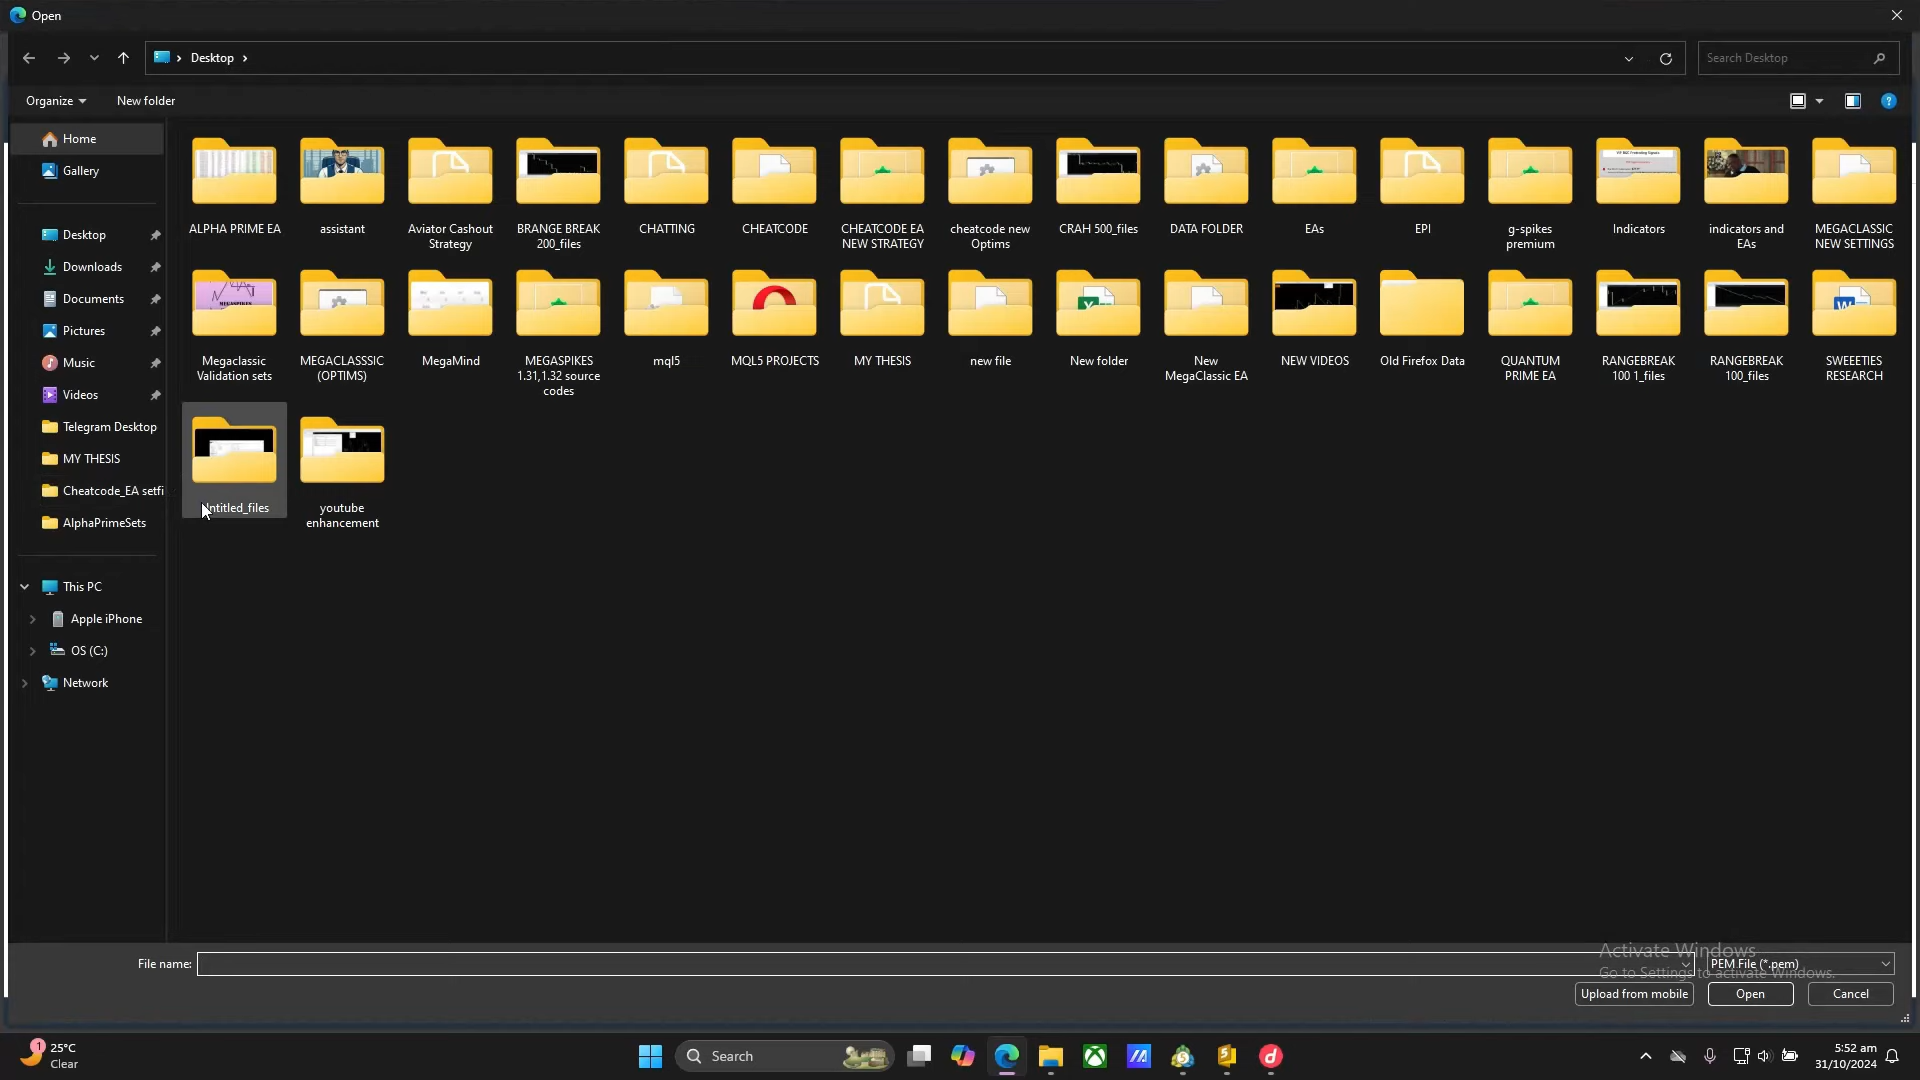 Open
Desktop
Search Desktop
Organize
New folder
Home
Gallery
Desktop
Downloads
Documents
Pictures
Music
Videos
Telegram Desktop
MY THESIS
Cheatcode_EA setfi
AlphaPrimeSets
This PC
Apple iPhone
OS (C:)
Network
ALPHA PRIME EA
assistant
Aviator Cashout
Strategy
BRANGE BREAK
200_files
CHATTING
CHEATCODE
CHEATCODE EA
NEW STRATEGY
cheatcode new
Optims
CRAH 500_files
DATA FOLDER
EAs
EPI
g-spikes
premium
Indicators
indicators and
EAs
MEGACLASSIC
NEW SETTINGS
Megaclassic
Validation sets
MEGACLASSSIC
(OPTIMS)
MegaMind
MEGASPIKES
1.31,1.32 source
codes
mql5
MQL5 PROJECTS
MY THESIS
new file
New folder
New
MegaClassic EA
NEW VIDEOS
Old Firefox Data
QUANTUM
PRIME EA
RANGEBREAK
100 1_files
RANGEBREAK
100_files
SWEEETIES
RESEARCH
ntitled_files
youtube
enhancement
Activate Windows
Go to Settings to activate Windows.
File name:
PEM File (*.pem)
Upload from mobile
Open
Cancel
1
25°C
Clear
Search
5:52 am
31/10/2024